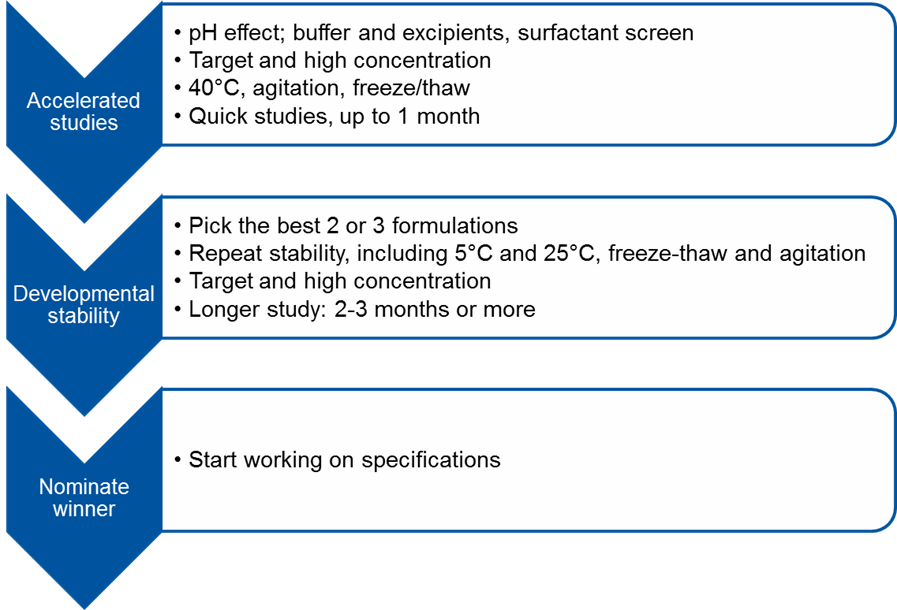 Accelerated
studies
• pH effect; buffer and excipients, surfactant screen
• Target and high concentration
• 40°C, agitation, freeze/thaw
• Quick studies, up to 1 month
Developmental
stability
• Pick the best 2 or 3 formulations
• Repeat stability, including 5°C and 25°C, freeze-thaw and agitation
• Target and high concentration
• Longer study: 2-3 months or more
Nominate
winner
• Start working on specifications